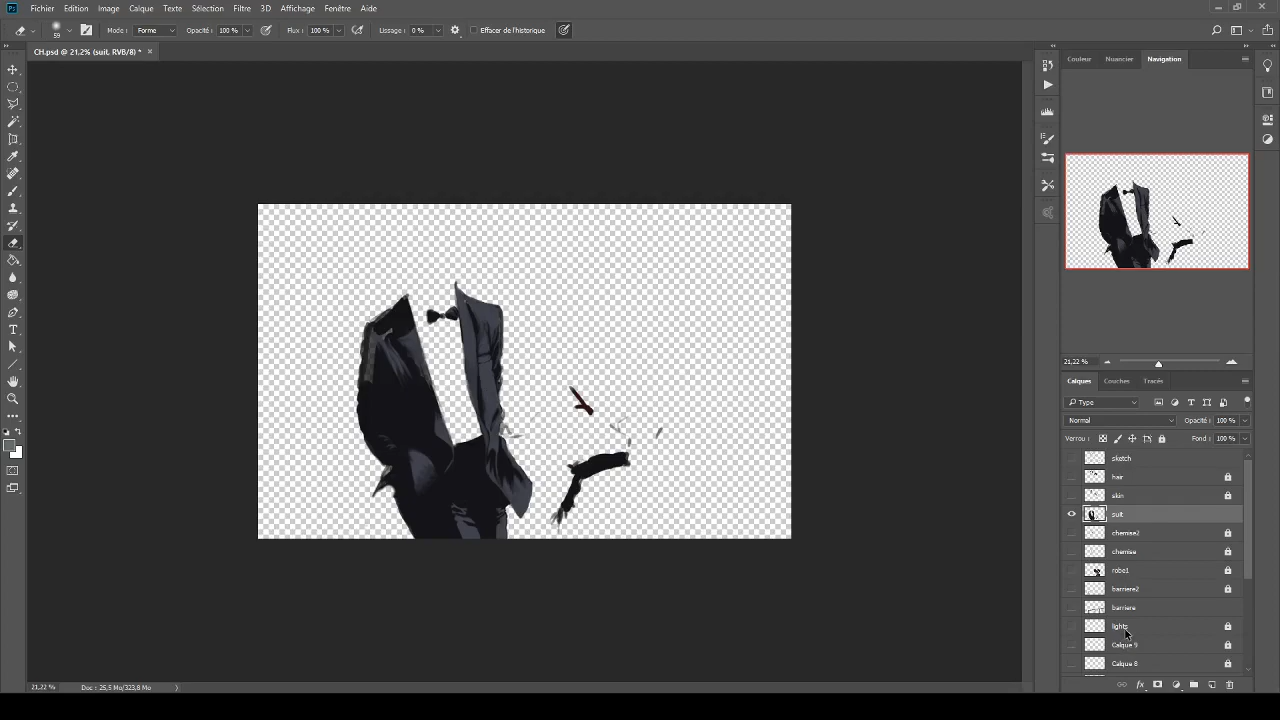 Ps Fichier Edition Image Calque Texte Sélection Filtre 3D Affichage Fenêtre Aide
59 Mode : Forme Opacité : 100 % Flux : 100 % Lissage : 0 % Effacer de l'historique
CH.psd @ 21,2% (suit, RVB/8) * ×
Couleur Nuancier Navigation
21,22 %
Calques Couches Tracés
Type
Normal Opacité : 100 %
Verrou : Fond : 100 %
sketch
hair
skin
suit
chemise2
chemise
robe1
barriere2
barriere
lights
Calque 9
Calque 8
fx
21,22 % Doc : 25,5 Mo/323,8 Mo